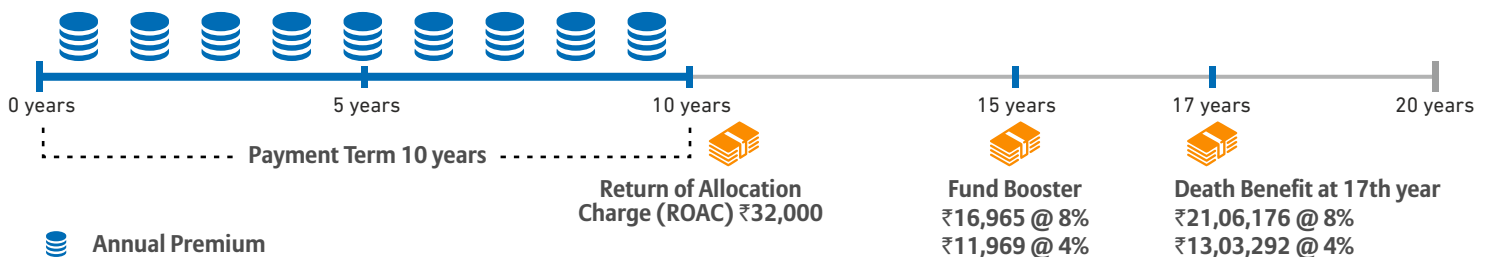 0 years
5 years
10 years
15 years
17 years
20 years
Payment Term 10 years
Return of Allocation
Charge (ROAC) ₹32,000
Fund Booster
₹16,965 @ 8%
₹11,969 @ 4%
Death Benefit at 17th year
₹21,06,176 @ 8%
₹13,03,292 @ 4%
Annual Premium